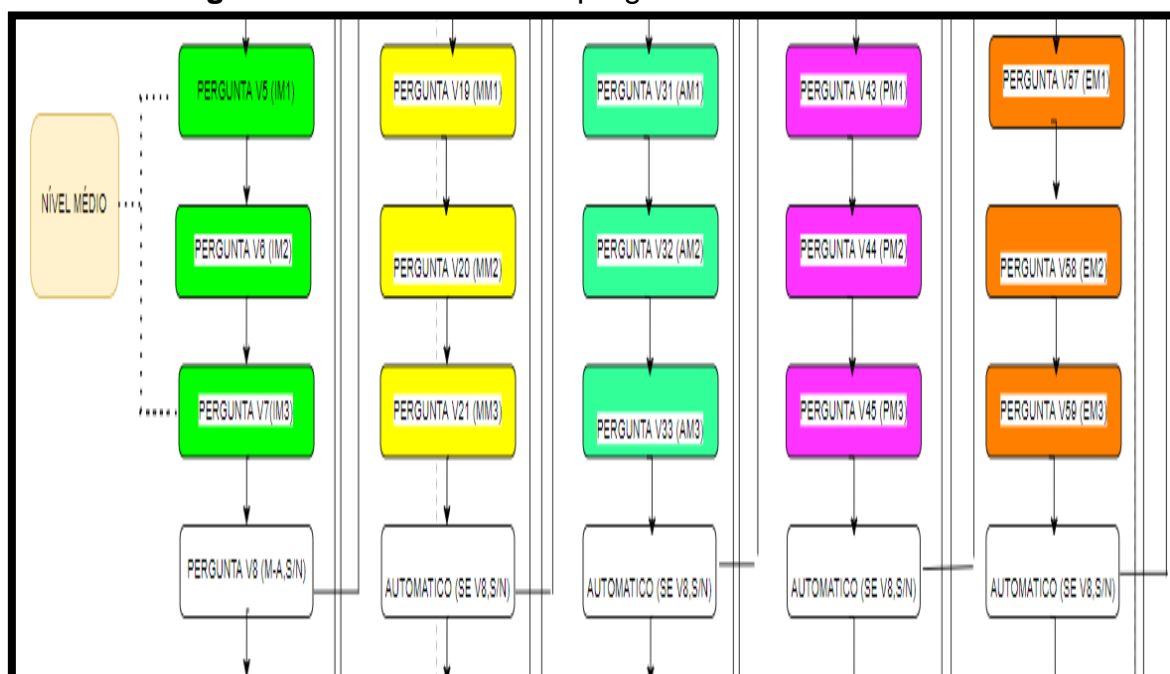 NÍVEL MÉDIO
PERGUNTA V5 (IM1)
PERGUNTA V19 (MM1)
PERGUNTA V31 (AM1)
PERGUNTA V43 (PM1)
PERGUNTA V57 (EM1)
PERGUNTA V6 (IM2)
PERGUNTA V20 (MM2)
PERGUNTA V32 (AM2)
PERGUNTA V44 (PM2)
PERGUNTA V58 (EM2)
PERGUNTA V7(IM3)
PERGUNTA V21 (MM3)
PERGUNTA V33 (AM3)
PERGUNTA V45 (PM3)
PERGUNTA V59 (EM3)
PERGUNTA V8 (M-A,S/N)
AUTOMATICO (SE V8,S/N)
AUTOMATICO (SE V8,S/N)
AUTOMATICO (SE V8,S/N)
AUTOMATICO (SE V8,S/N)